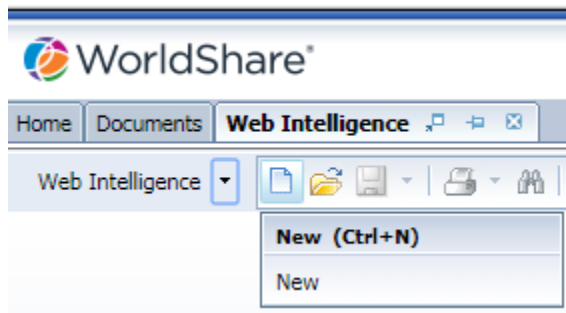 WorldShare®
Home Documents Web Intelligence
Web Intelligence
New (Ctrl+N)
New